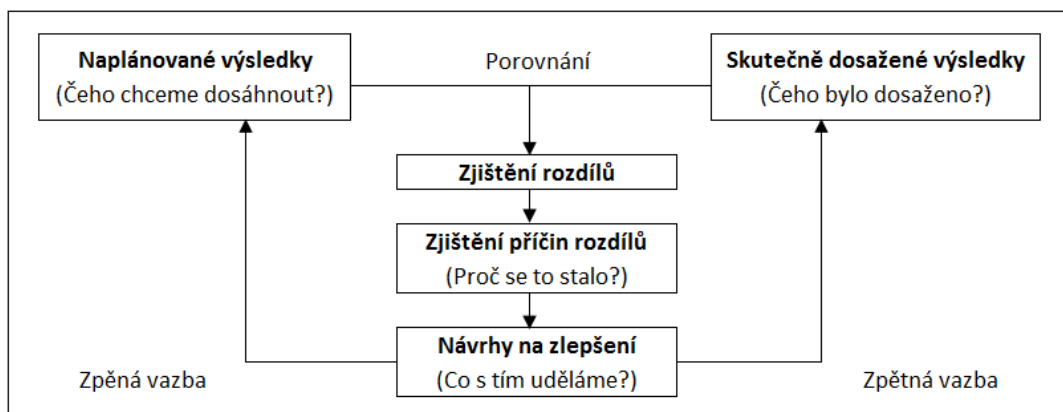 Naplánované výsledky
(Čeho chceme dosáhnout?)
Porovnání
Skutečně dosažené výsledky
(Čeho bylo dosaženo?)
Zjištění rozdílů
Zjištění příčin rozdílů
(Proč se to stalo?)
Návrhy na zlepšení
(Co s tím uděláme?)
Zpěná vazba
Zpětná vazba